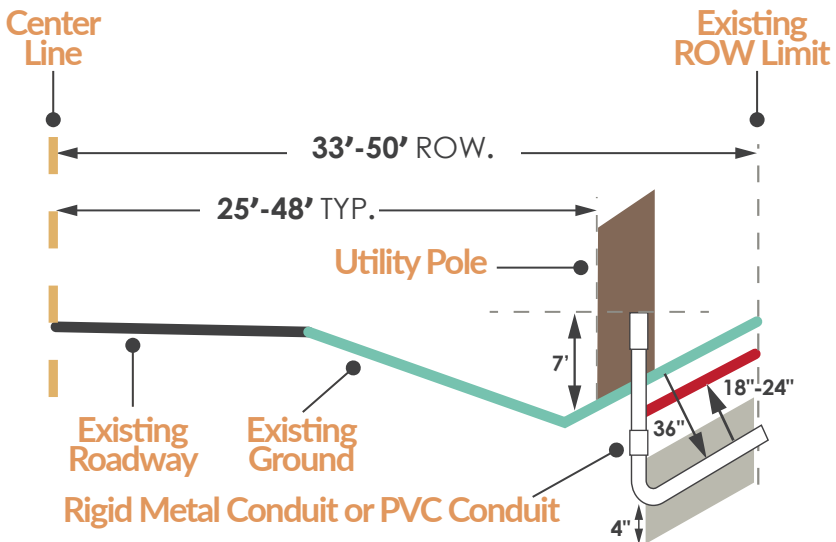 Center
Line
Existing
ROW Limit
33'-50' ROW.
25'-48' TYP.
Utility Pole
7'
18"-24"
36"
Existing
Roadway
Existing
Ground
Rigid Metal Conduit or PVC Conduit
4"